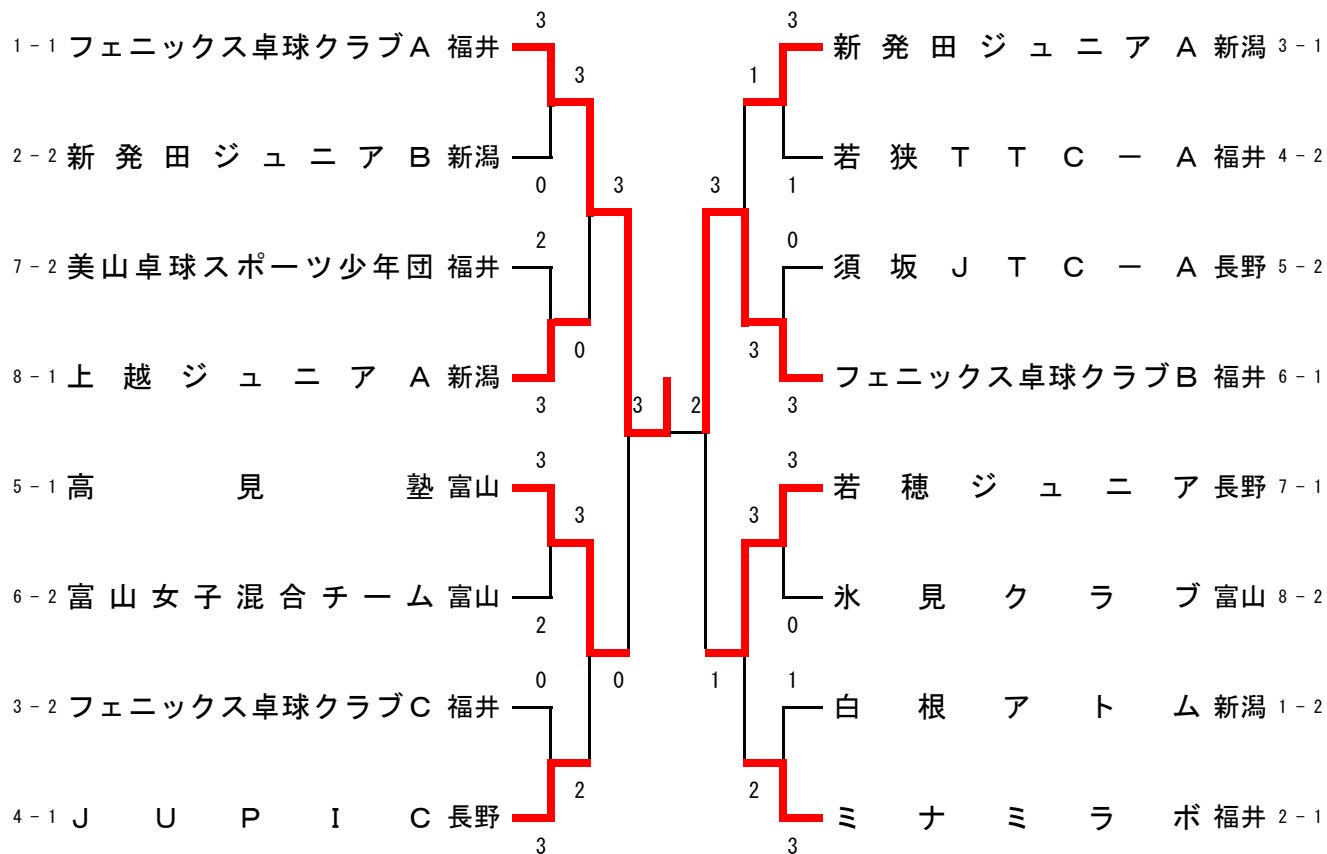 3 3
1-1 フェニックス卓球クラブA 福井 新発田ジュニアA 新潟 3-1
3 1
2-2 新発田ジュニアB 新潟 若狭TTC-A 福井 4-2
0 3 3 1
2 0
7-2 美山卓球スポーツ少年団 福井 須坂JTC-A 長野 5-2
0 3
8-1 上越ジュニアA 新潟 フェニックス卓球クラブB 福井 6-1
3 3 2 3
3 3
5-1 高見塾 富山 若穂ジュニア 長野 7-1
3 3
6-2 富山女子混合チーム 富山 氷見クラブ 富山 8-2
2 0
0 0 1 1
3-2 フェニックス卓球クラブC 福井 白根アトム 新潟 1-2
2 2
4-1 JUPIC 長野 ミナミラボ 福井 2-1
3 3